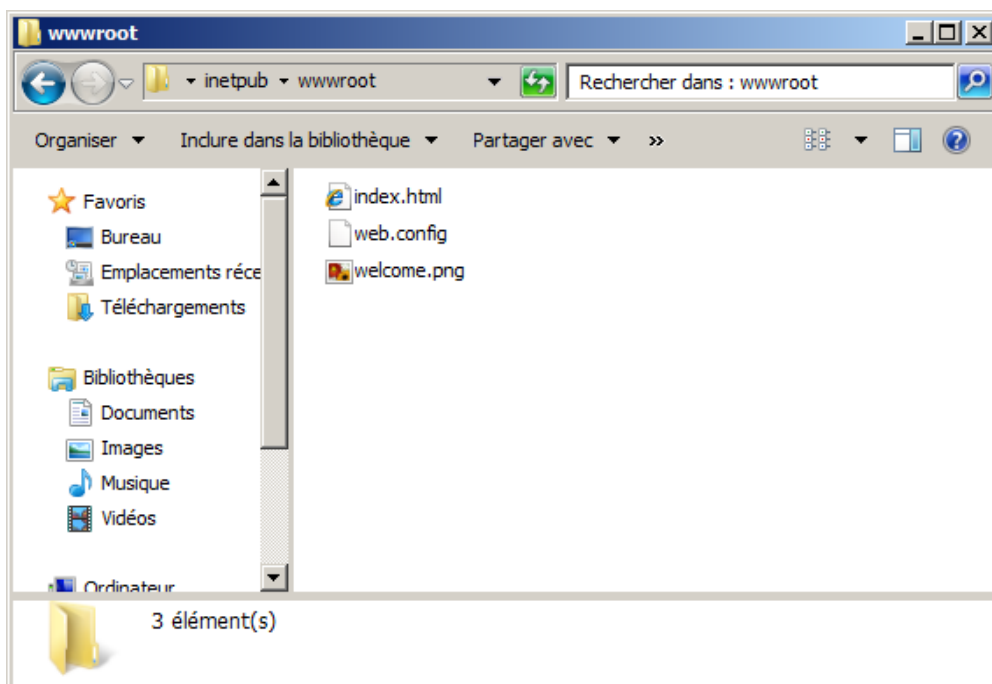 wwwroot
inetpub wwwroot
Rechercher dans : wwwroot
Organiser Inclure dans la bibliothèque Partager avec »
Favoris
Bureau
Emplacements réce
Téléchargements
Bibliothèques
Documents
Images
Musique
Vidéos
Ordinateur
index.html
web.config
welcome.png
3 élément(s)